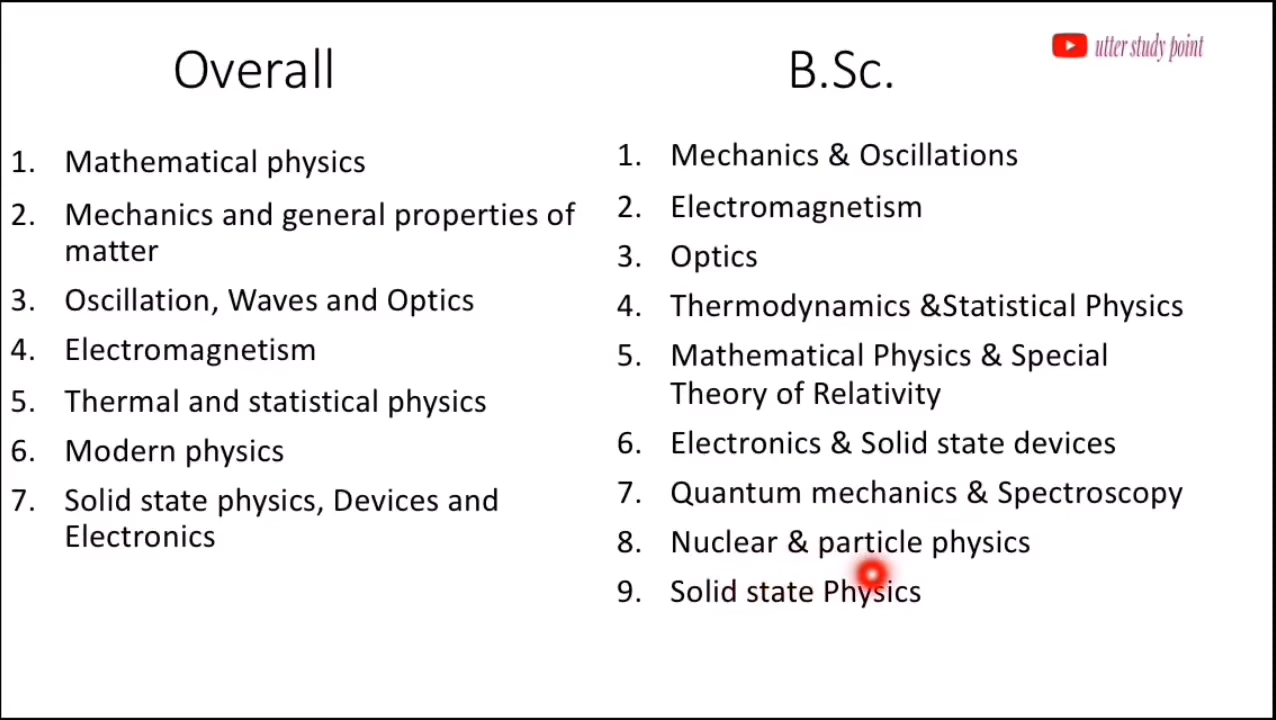 Overall
1. Mathematical physics
2. Mechanics and general properties of
matter
3. Oscillation, Waves and Optics
4. Electromagnetism
5. Thermal and statistical physics
6. Modern physics
7. Solid state physics, Devices and
Electronics
B.Sc.
1. Mechanics & Oscillations
2. Electromagnetism
3. Optics
4. Thermodynamics &Statistical Physics
5. Mathematical Physics & Special
Theory of Relativity
6. Electronics & Solid state devices
7. Quantum mechanics & Spectroscopy
8. Nuclear & particle physics
9. Solid state Physics
utter study point